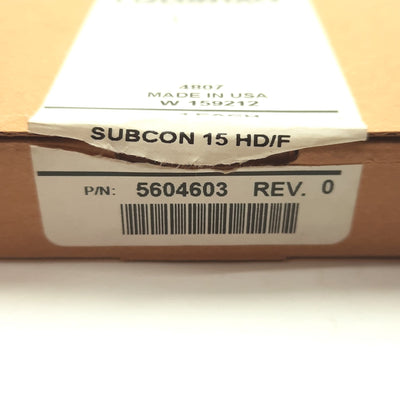 4807
MADE IN USA
W 159212
SUBCON 15 HD/F
P/N: 5604603 REV. 0